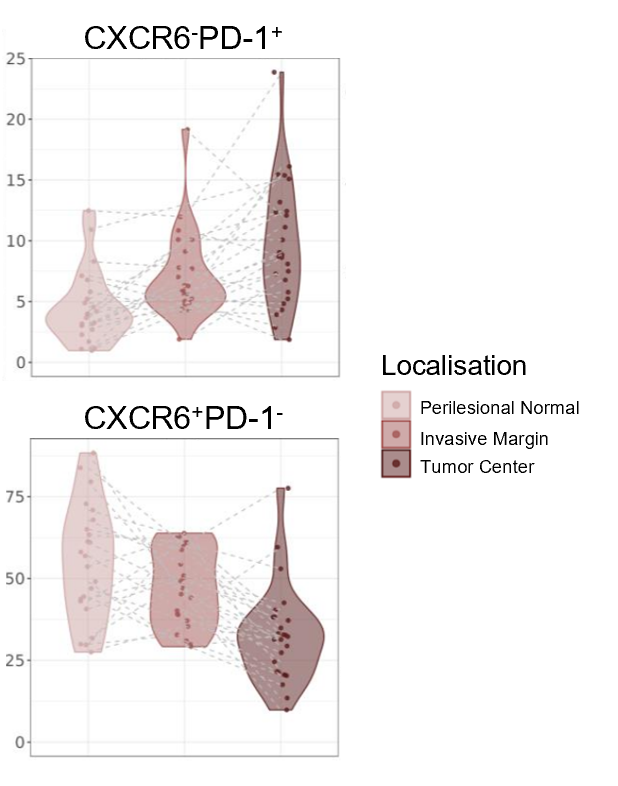 CXCR6⁻PD-1⁺
25
20
15
10
5
0
Localisation
Perilesional Normal
Invasive Margin
Tumor Center
CXCR6⁺PD-1⁻
75
50
25
0